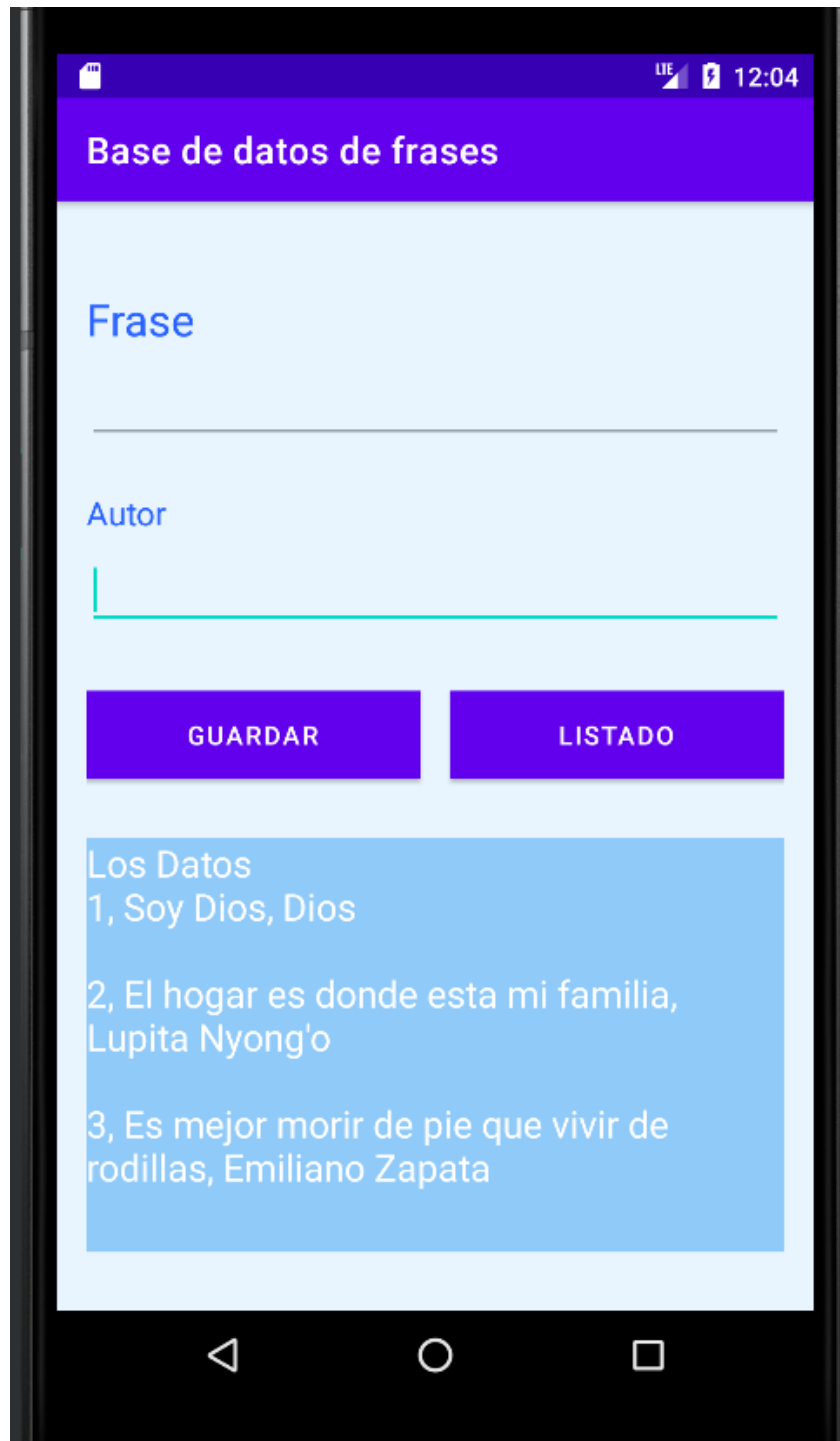 LTE 12:04
Base de datos de frases
Frase
Autor
GUARDAR
LISTADO
Los Datos
1, Soy Dios, Dios
2, El hogar es donde esta mi familia,
Lupita Nyong'o
3, Es mejor morir de pie que vivir de
rodillas, Emiliano Zapata